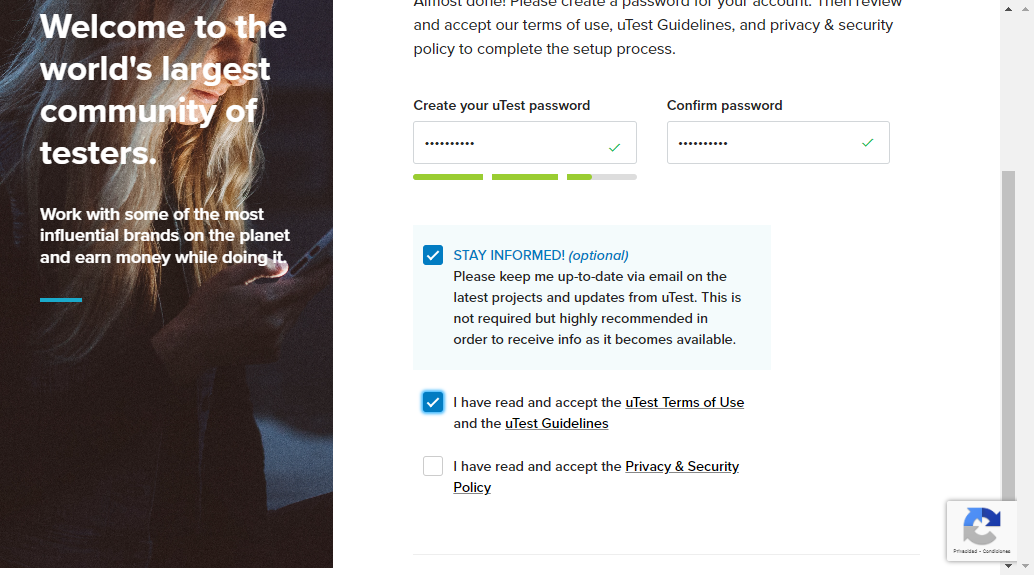 Welcome to the
world's largest
community of
testers.
Work with some of the most
influential brands on the planet
and earn money while doing it.
Almost done! Please create a password for your account. Then review
and accept our terms of use, uTest Guidelines, and privacy & security
policy to complete the setup process.
Create your uTest password
Confirm password
STAY INFORMED! (optional)
Please keep me up-to-date via email on the
latest projects and updates from uTest. This is
not required but highly recommended in
order to receive info as it becomes available.
I have read and accept the uTest Terms of Use
and the uTest Guidelines
I have read and accept the Privacy & Security
Policy
Privacidad - Condiciones